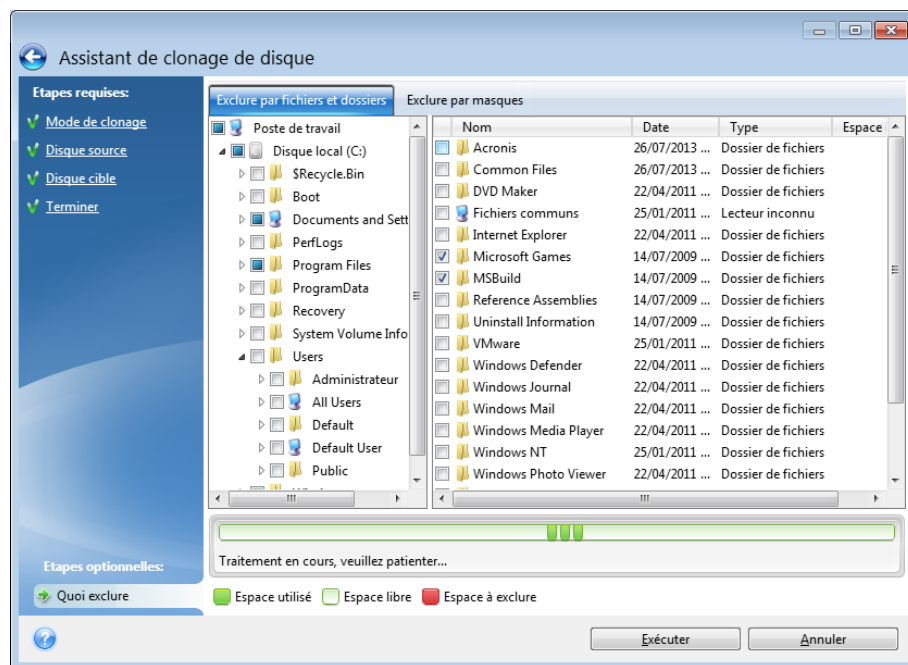 Assistant de clonage de disque
Etapes requises:
Mode de clonage
Disque source
Disque cible
Terminer
Etapes optionnelles:
Quoi exclure
Exclure par fichiers et dossiers
Exclure par masques
Poste de travail
Disque local (C:)
$Recycle.Bin
Boot
Documents and Sett
PerfLogs
Program Files
ProgramData
Recovery
System Volume Info
Users
Administrateur
All Users
Default
Default User
Public
Nom Date Type Espace
Acronis 26/07/2013 ... Dossier de fichiers
Common Files 26/07/2013 ... Dossier de fichiers
DVD Maker 22/04/2011 ... Dossier de fichiers
Fichiers communs 25/01/2011 ... Lecteur inconnu
Internet Explorer 22/04/2011 ... Dossier de fichiers
Microsoft Games 14/07/2009 ... Dossier de fichiers
MSBuild 14/07/2009 ... Dossier de fichiers
Reference Assemblies 14/07/2009 ... Dossier de fichiers
Uninstall Information 14/07/2009 ... Dossier de fichiers
VMware 25/01/2011 ... Dossier de fichiers
Windows Defender 22/04/2011 ... Dossier de fichiers
Windows Journal 22/04/2011 ... Dossier de fichiers
Windows Mail 22/04/2011 ... Dossier de fichiers
Windows Media Player 22/04/2011 ... Dossier de fichiers
Windows NT 25/01/2011 ... Dossier de fichiers
Windows Photo Viewer 22/04/2011 ... Dossier de fichiers
Traitement en cours, veuillez patienter...
Espace utilisé Espace libre Espace à exclure
Exécuter Annuler